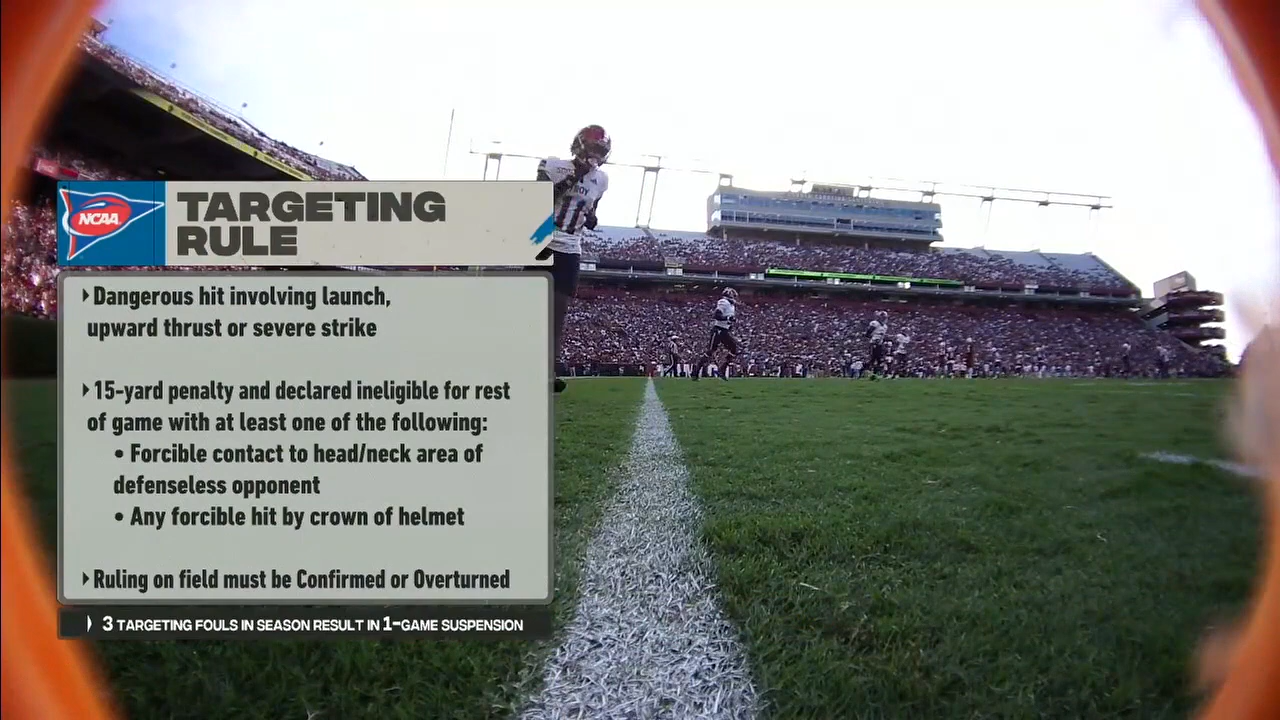 NCAA
TARGETING
RULE
Dangerous hit involving launch,
upward thrust or severe strike
15-yard penalty and declared ineligible for rest
of game with at least one of the following:
• Forcible contact to head/neck area of
defenseless opponent
• Any forcible hit by crown of helmet
Ruling on field must be Confirmed or Overturned
3 TARGETING FOULS IN SEASON RESULT IN 1-GAME SUSPENSION